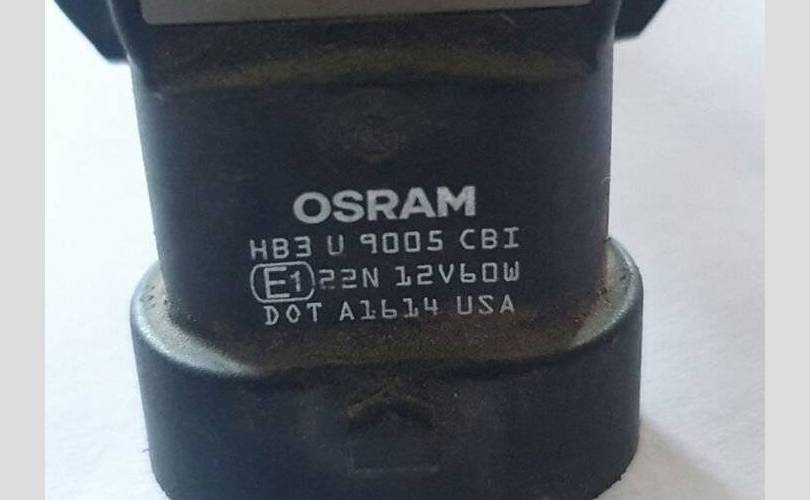 OSRAM
HB3 U 9005 CBI
E1 22N 12V60W
DOT A1614 USA